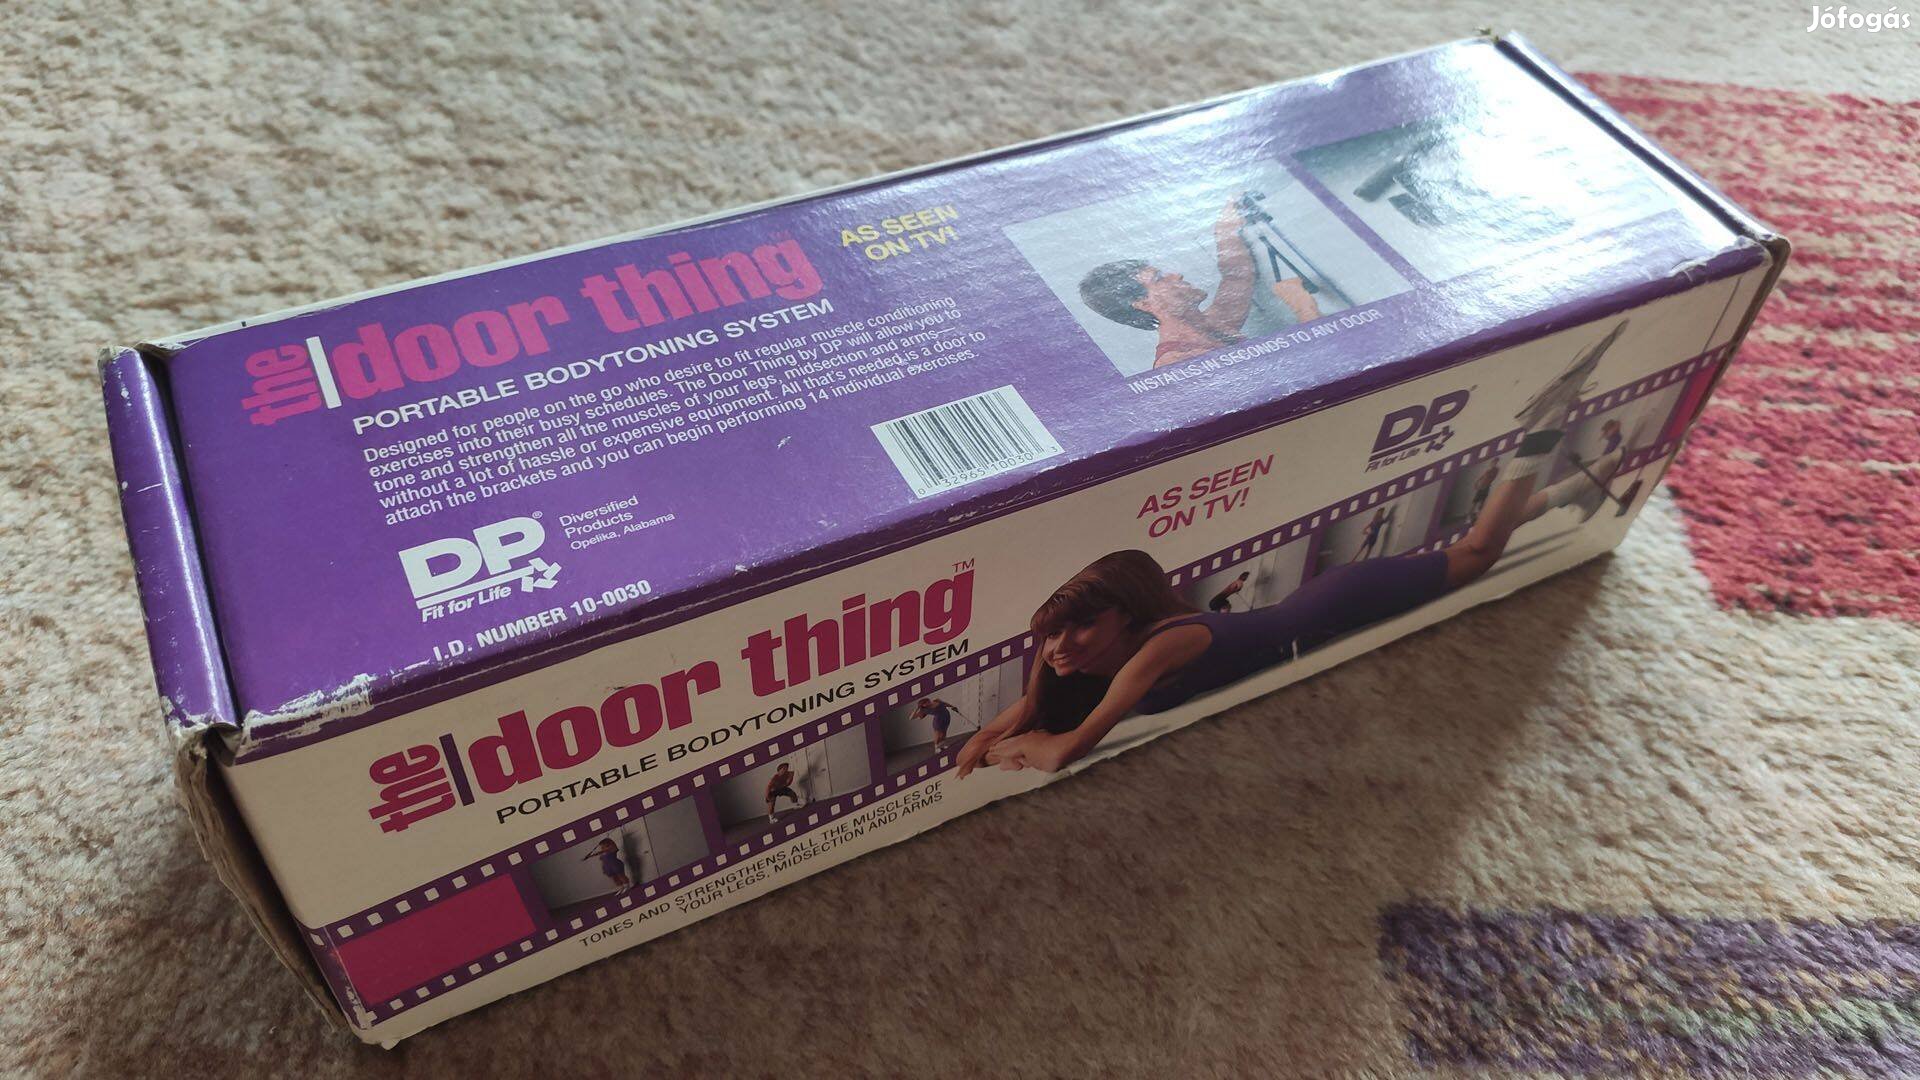 Jófogás
the door thing
PORTABLE BODYTONING SYSTEM
AS SEEN
ON TV!
Designed for people on the go who desire to fit regular muscle conditioning
exercises into their busy schedules. The Door Thing by DP will allow you to
tone and strengthen all the muscles of your legs, midsection and arms—
without a lot of hassle or expensive equipment. All that's needed is a door to
attach the brackets and you can begin performing 14 individual exercises.
DP®
Fit for Life
Diversified
Products
Opelika, Alabama
I.D. NUMBER 10-0030
0 32965 10030 3
INSTALLS IN SECONDS TO ANY DOOR
the door thing™
PORTABLE BODYTONING SYSTEM
TONES AND STRENGTHENS ALL THE MUSCLES OF
YOUR LEGS, MIDSECTION AND ARMS
AS SEEN
ON TV!
DP®
Fit for Life